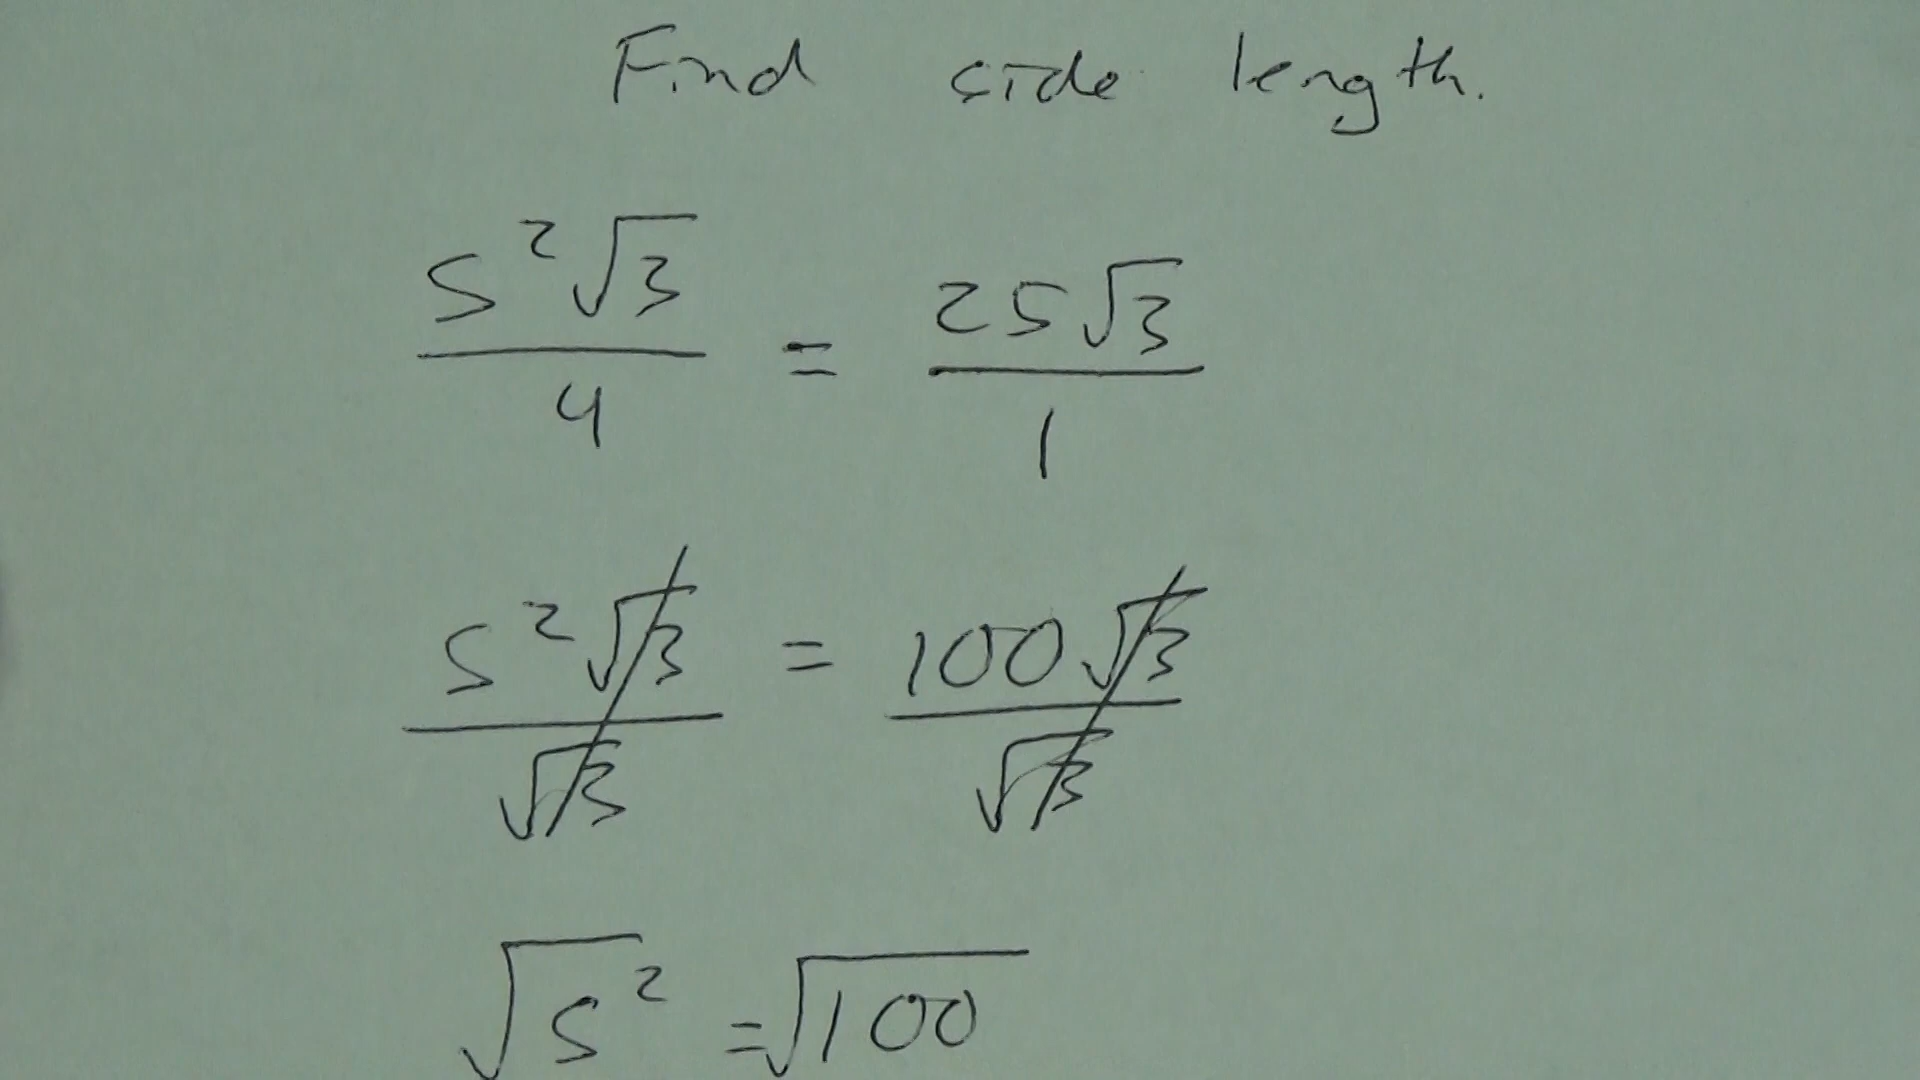 Find side length.
s²√3 / 4 = 25√3 / 1
s²√3 / √3 = 100√3 / √3
√s² = √100